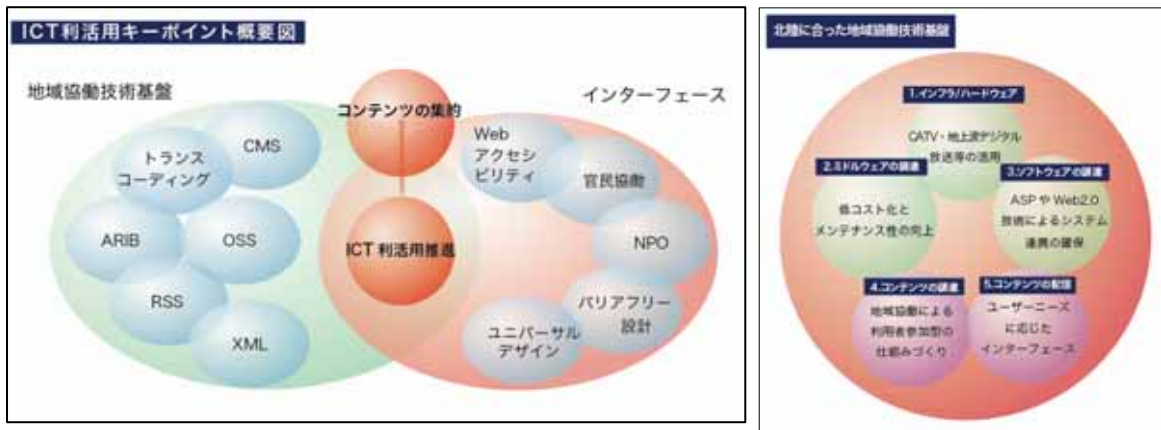 ICT利活用キーポイント概要図
地域協働技術基盤
コンテンツの集約
インターフェース
CMS
トランス
コーディング
ARIB
OSS
RSS
XML
ICT 利活用推進
Web
アクセシ
ビリティ
官民協働
NPO
バリアフリー
設計
ユニバーサル
デザイン
北陸に合った地域協働技術基盤
1.インフラ/ハードウェア
CATV・地上波デジタル
放送等の活用
2.ミドルウェアの調達
低コスト化と
メンテナンス性の向上
3.ソフトウェアの調達
ASPやWeb2.0
技術によるシステム
連携の確保
4.コンテンツの調達
地域協働による
利用者参加型の
仕組みづくり
5.コンテンツの配信
ユーザーニーズ
に応じた
インターフェース